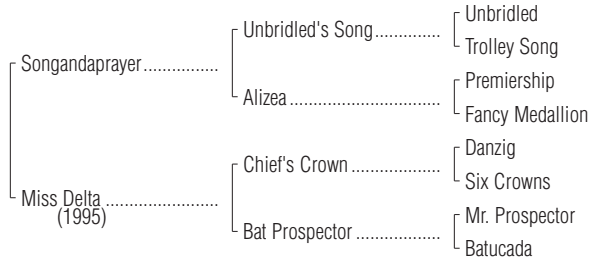 Unbridled
Unbridled's Song..............
Trolley Song
Songandaprayer................
Premiership
Alizea................................
Fancy Medallion
Danzig
Chief's Crown..................
Six Crowns
Miss Delta........................
(1995)
Mr. Prospector
Bat Prospector.................
Batucada